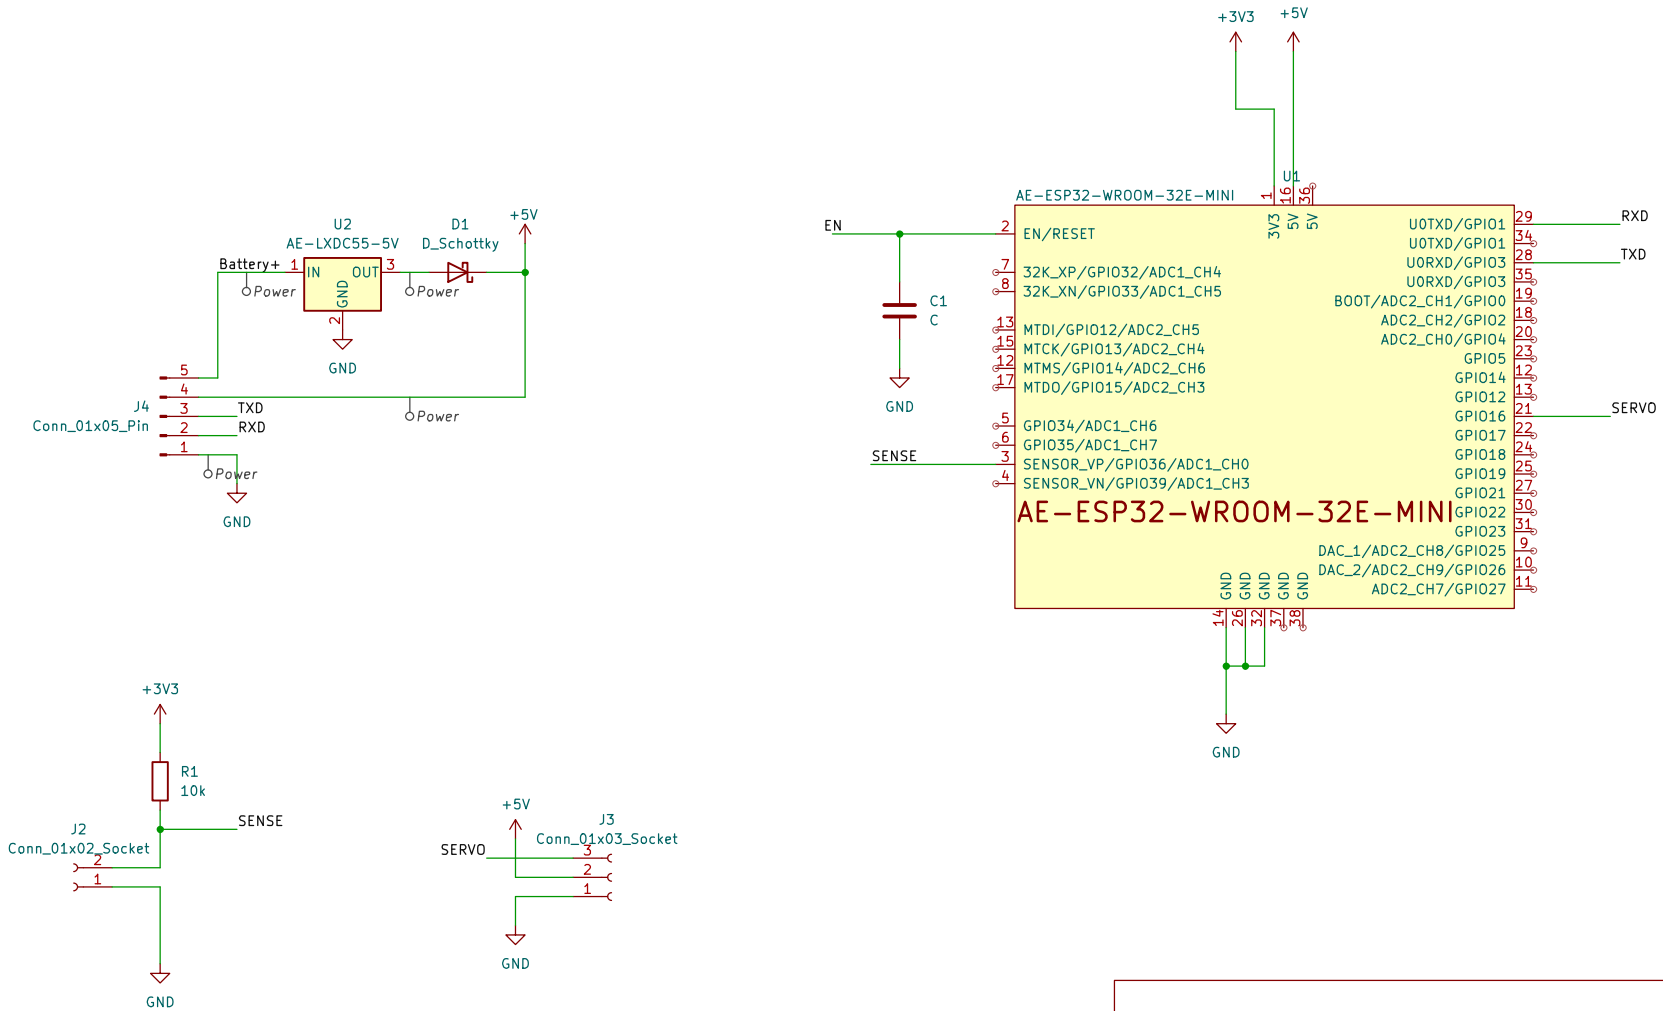 +3V3
+5V
U1
AE-ESP32-WROOM-32E-MINI
1
16
36
3V3
5V
5V
EN
2
EN/RESET
7
32K_XP/GPIO32/ADC1_CH4
8
32K_XN/GPIO33/ADC1_CH5
13
MTDI/GPIO12/ADC2_CH5
15
MTCK/GPIO13/ADC2_CH4
12
MTMS/GPIO14/ADC2_CH6
17
MTDO/GPIO15/ADC2_CH3
5
GPIO34/ADC1_CH6
6
GPIO35/ADC1_CH7
SENSE
3
SENSOR_VP/GPIO36/ADC1_CH0
4
SENSOR_VN/GPIO39/ADC1_CH3
AE-ESP32-WROOM-32E-MINI
U0TXD/GPIO1
29
RXD
U0TXD/GPIO1
34
U0RXD/GPIO3
28
TXD
U0RXD/GPIO3
35
BOOT/ADC2_CH1/GPIO0
19
ADC2_CH2/GPIO2
18
ADC2_CH0/GPIO4
20
GPIO5
23
GPIO14
12
GPIO12
13
GPIO16
21
SERVO
GPIO17
22
GPIO18
24
GPIO19
25
GPIO21
27
GPIO22
30
GPIO23
31
DAC_1/ADC2_CH8/GPIO25
9
DAC_2/ADC2_CH9/GPIO26
10
ADC2_CH7/GPIO27
11
GND
GND
GND
GND
GND
14
26
32
37
38
GND
C1
C
GND
U2
AE-LXDC55-5V
D1
D_Schottky
+5V
Battery+
1
IN
OUT
3
GND
2
Power
Power
GND
5
4
3
TXD
2
RXD
1
J4
Conn_01x05_Pin
Power
Power
GND
+3V3
R1
10k
SENSE
J2
Conn_01x02_Socket
2
1
GND
+5V
J3
Conn_01x03_Socket
SERVO
3
2
1
GND